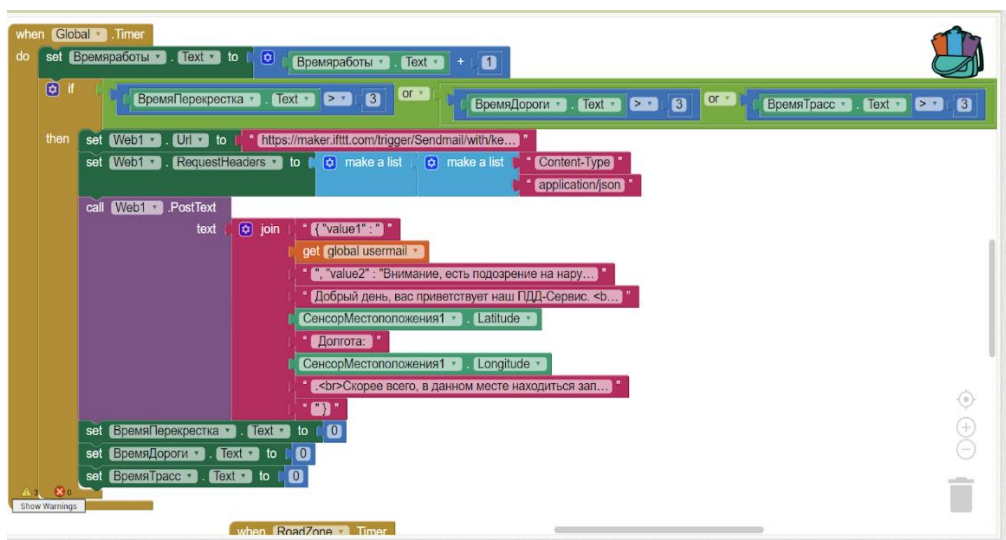 when Global .Timer
do set Времяработы . Text to Времяработы . Text + 1
if ВремяПерекрестка . Text > 3 or ВремяДороги . Text > 3 or ВремяТрасс . Text > 3
then set Web1 . Url to " https://maker.ifttt.com/trigger/Sendmail/with/ke... "
set Web1 . RequestHeaders to make a list make a list " Content-Type "
" application/json "
call Web1 .PostText
text join " { "value1" : " "
get global usermail
" ", "value2" : "Внимание, есть подозрение на нару... "
" Добрый день, вас приветствует наш ПДД-Сервис. <b... "
СенсорМестоположения1 . Latitude
" Долгота: "
СенсорМестоположения1 . Longitude
" .<br>Скорее всего, в данном месте находиться зап... "
" "} "
set ВремяПерекрестка . Text to 0
set ВремяДороги . Text to 0
set ВремяТрасс . Text to 0
0
Show Warnings
when RoadZone .Timer